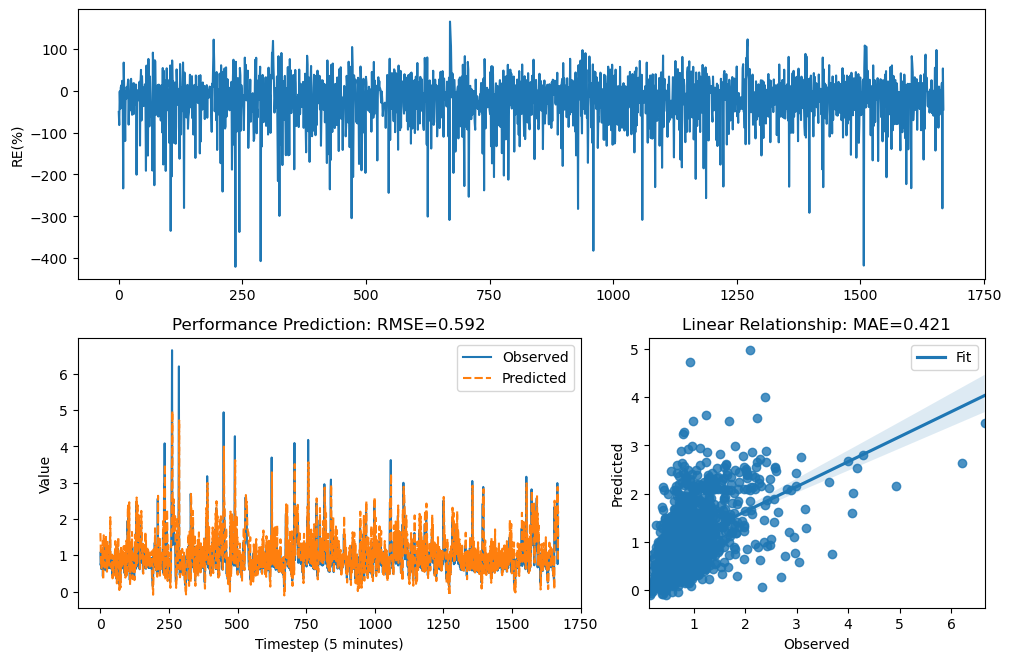 RE(%)
100
0
−100
−200
−300
−400
0 250 500 750 1000 1250 1500 1750
Performance Prediction: RMSE=0.592
Value
6
5
4
3
2
1
0
Observed
Predicted
0 250 500 750 1000 1250 1500 1750
Timestep (5 minutes)
Linear Relationship: MAE=0.421
Predicted
5
4
3
2
1
0
Fit
1 2 3 4 5 6
Observed